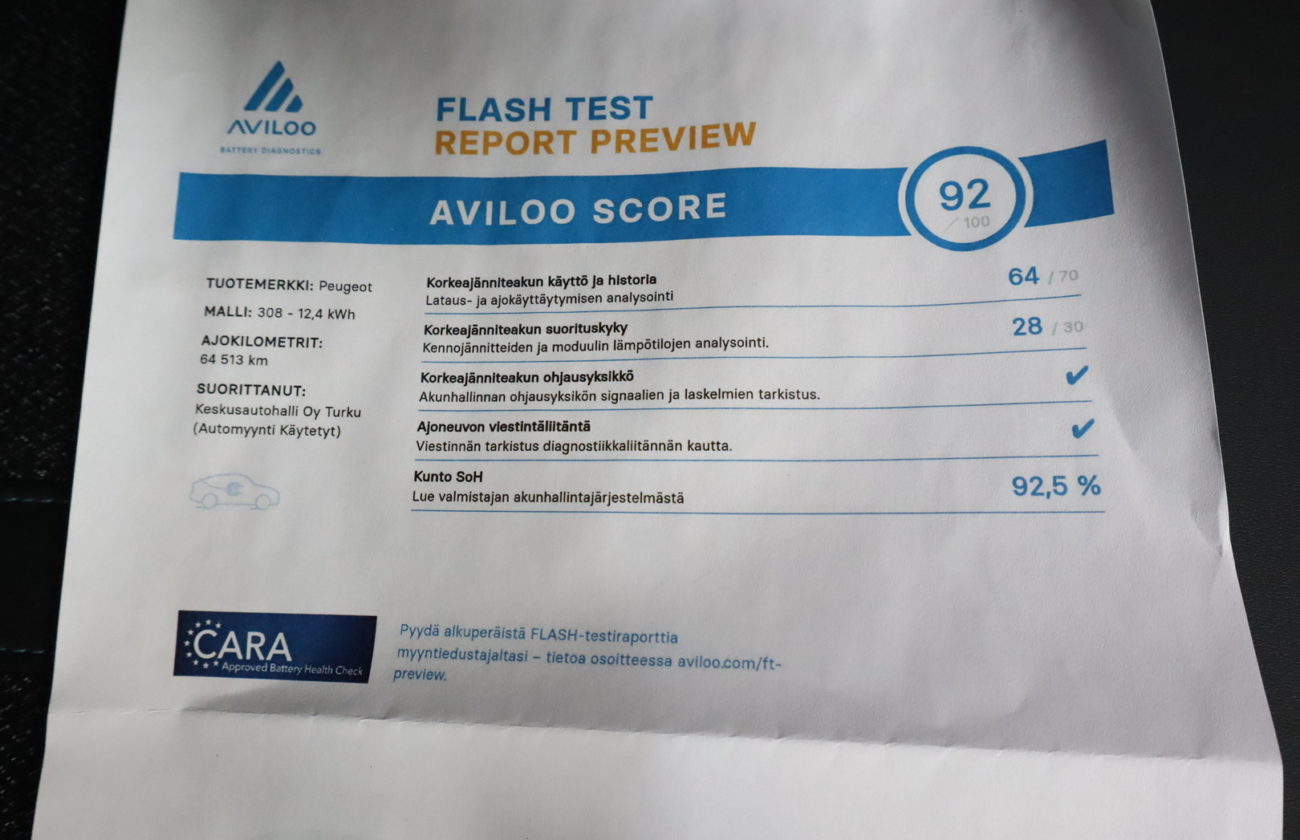 AVILOO
BATTERY DIAGNOSTICS
FLASH TEST
REPORT PREVIEW
AVILOO SCORE
92
/ 100
TUOTEMERKKI: Peugeot
MALLI: 308 - 12,4 kWh
AJOKILOMETRIT:
64 513 km
SUORITTANUT:
Keskusautohalli Oy Turku
(Automyynti Käytetyt)
Korkeajänniteakun käyttö ja historia
Lataus- ja ajokäyttäytymisen analysointi
64 / 70
Korkeajänniteakun suorituskyky
Kennojännitteiden ja moduulin lämpötilojen analysointi.
28 / 30
Korkeajänniteakun ohjausyksikkö
Akunhallinnan ohjausyksikön signaalien ja laskelmien tarkistus.
✔
Ajoneuvon viestintäliitäntä
Viestinnän tarkistus diagnostiikkaliitännän kautta.
✔
Kunto SoH
Lue valmistajan akunhallintajärjestelmästä
92,5 %
CARA
Approved Battery Health Check
Pyydä alkuperäistä FLASH-testiraporttia
myyntiedustajaltasi – tietoa osoitteessa aviloo.com/ft-
preview.